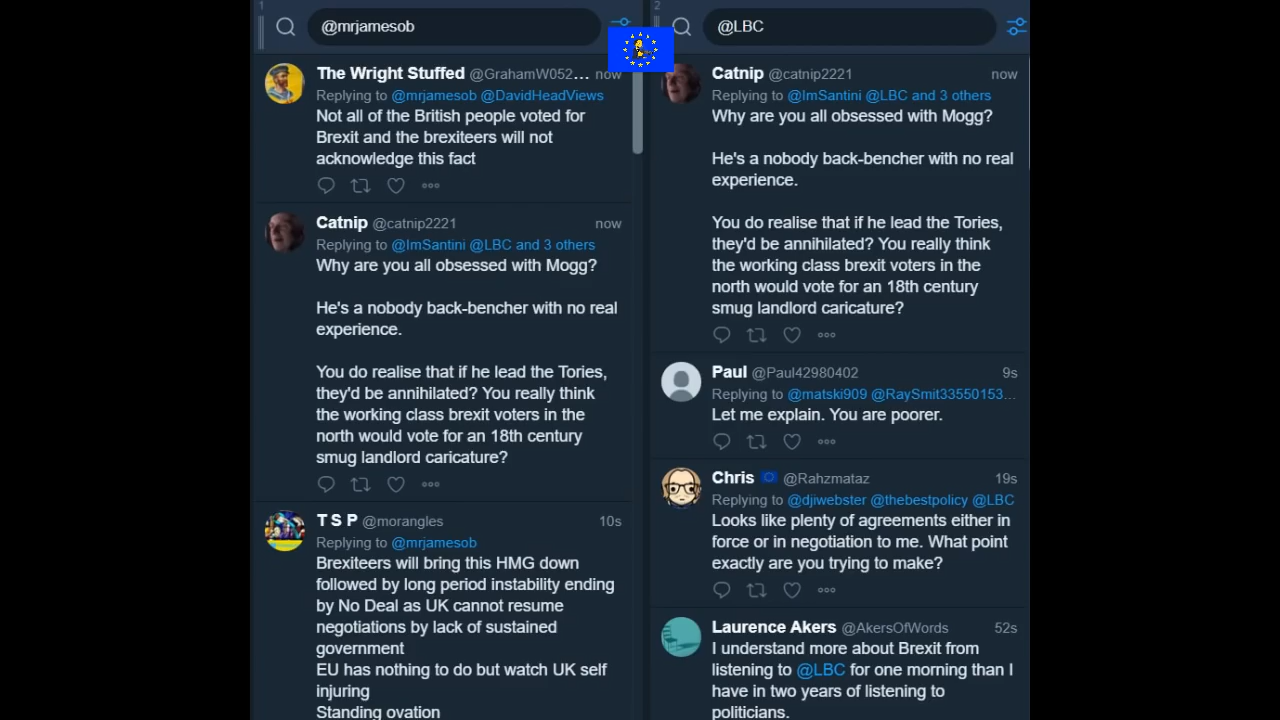 1
@mrjamesob
The Wright Stuffed @GrahamW052... now
Replying to @mrjamesob @DavidHeadViews
Not all of the British people voted for
Brexit and the brexiteers will not
acknowledge this fact
Catnip @catnip2221 now
Replying to @ImSantini @LBC and 3 others
Why are you all obsessed with Mogg?
He's a nobody back-bencher with no real
experience.
You do realise that if he lead the Tories,
they'd be annihilated? You really think
the working class brexit voters in the
north would vote for an 18th century
smug landlord caricature?
T S P @morangles 10s
Replying to @mrjamesob
Brexiteers will bring this HMG down
followed by long period instability ending
by No Deal as UK cannot resume
negotiations by lack of sustained
government
EU has nothing to do but watch UK self
injuring
Standing ovation
2
@LBC
Catnip @catnip2221 now
Replying to @ImSantini @LBC and 3 others
Why are you all obsessed with Mogg?
He's a nobody back-bencher with no real
experience.
You do realise that if he lead the Tories,
they'd be annihilated? You really think
the working class brexit voters in the
north would vote for an 18th century
smug landlord caricature?
Paul @Paul42980402 9s
Replying to @matski909 @RaySmit33550153...
Let me explain. You are poorer.
Chris @Rahzmataz 19s
Replying to @djiwebster @thebestpolicy @LBC
Looks like plenty of agreements either in
force or in negotiation to me. What point
exactly are you trying to make?
Laurence Akers @AkersOfWords 52s
I understand more about Brexit from
listening to @LBC for one morning than I
have in two years of listening to
politicians.